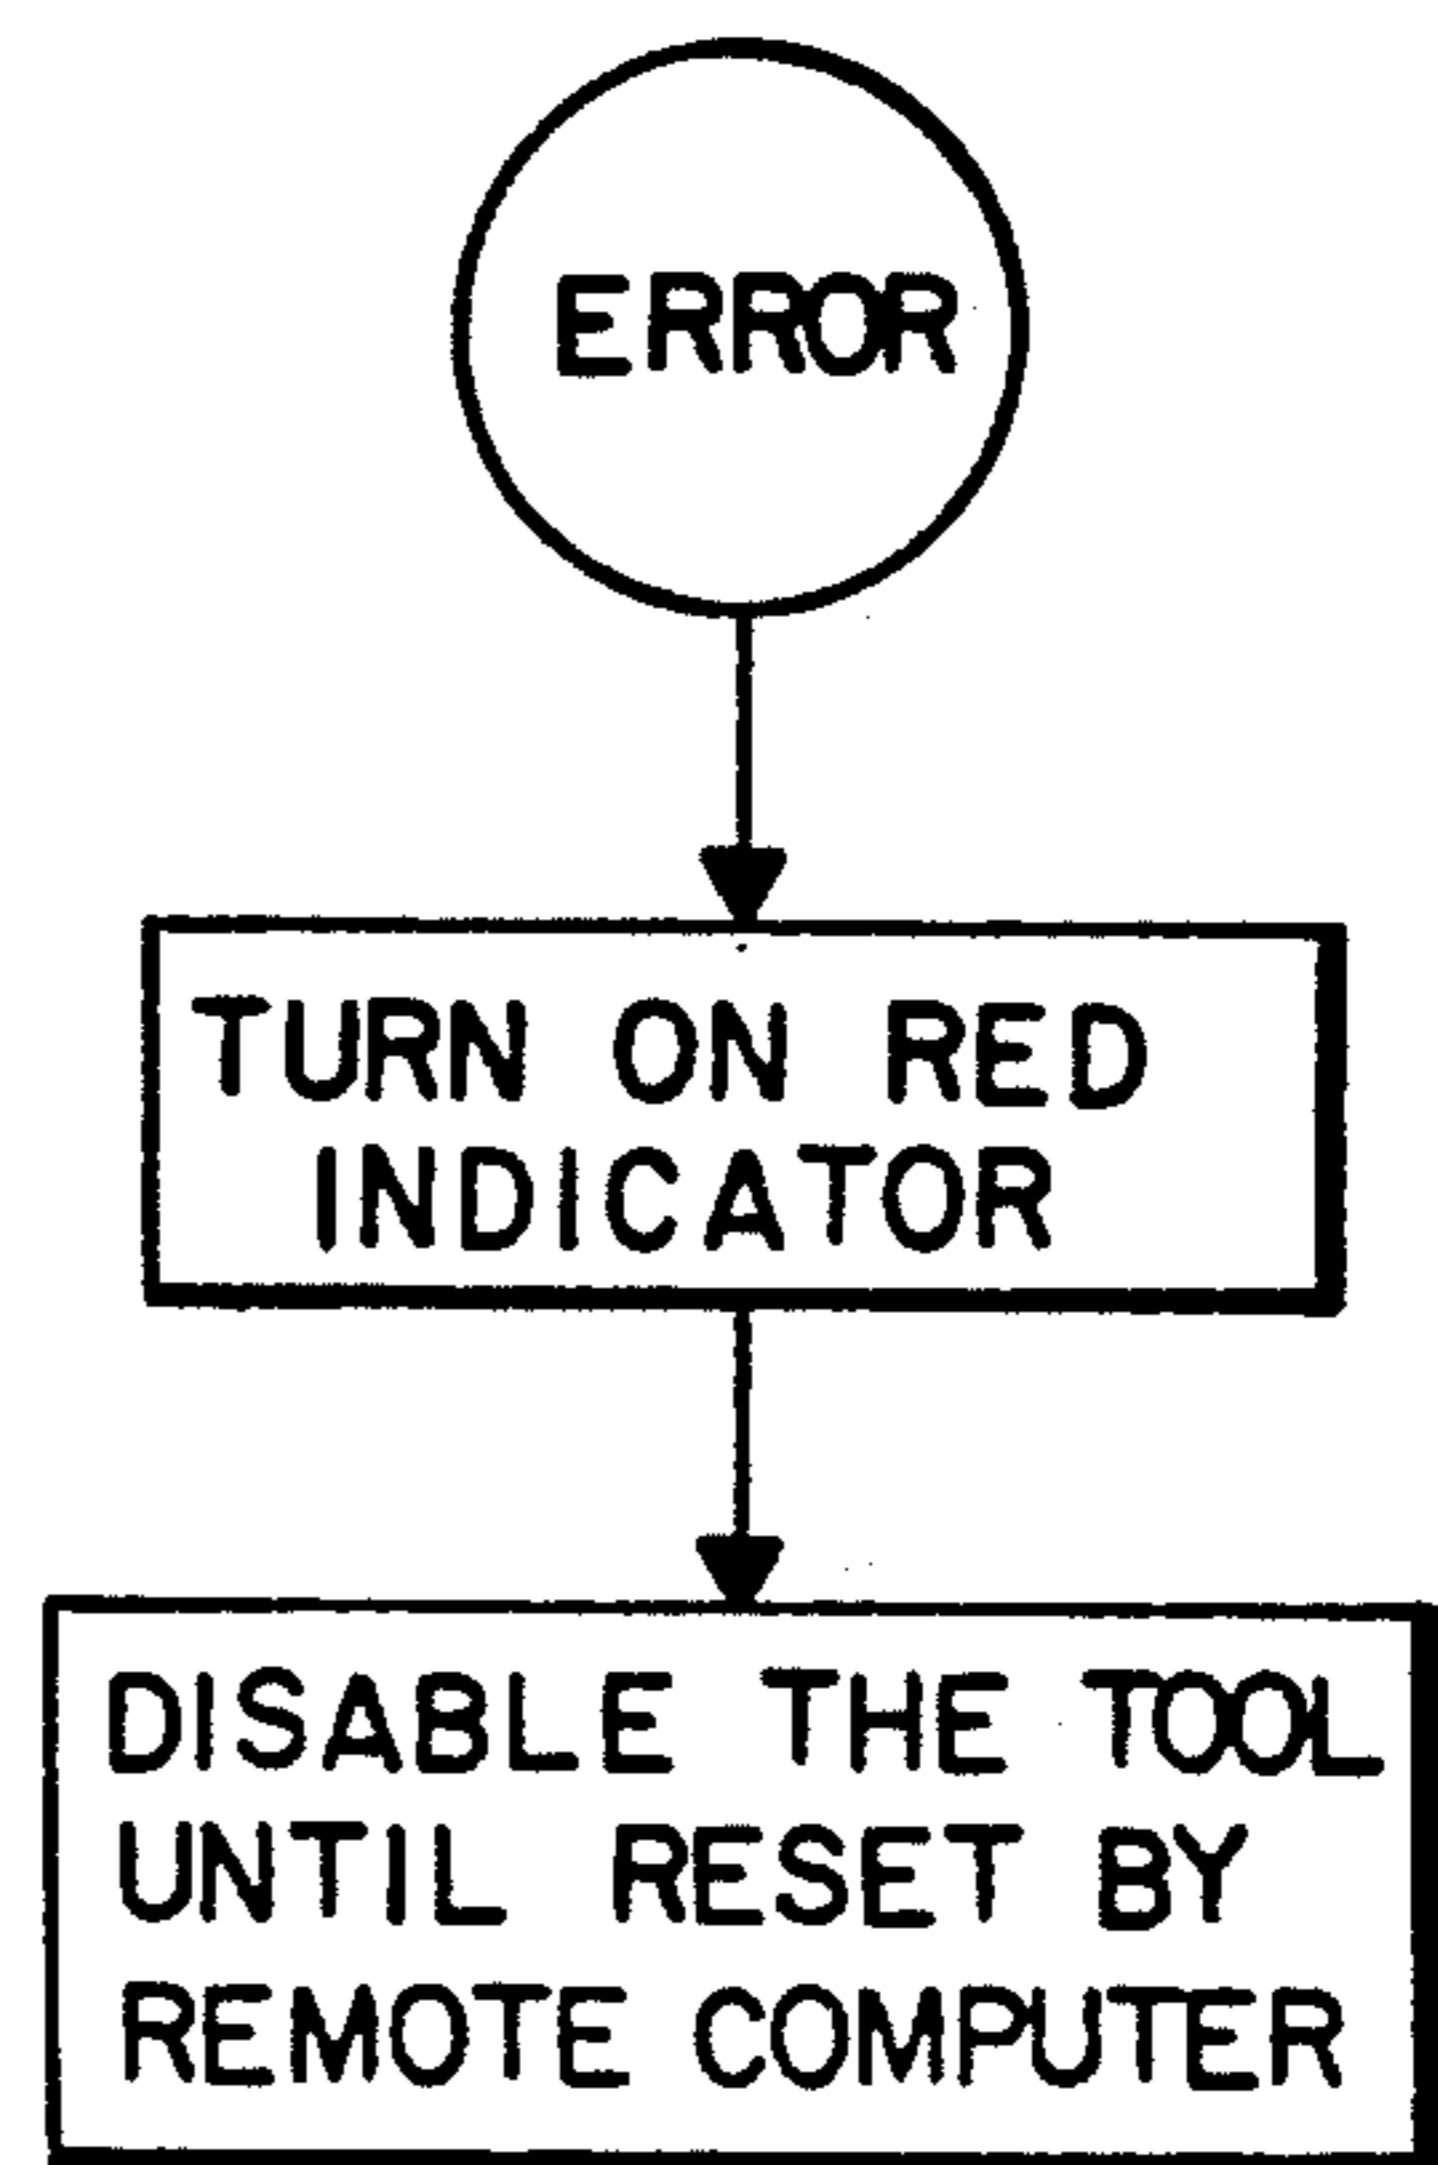 ERROR
TURN ON RED
INDICATOR
DISABLE THE TOOL
UNTIL RESET BY
REMOTE COMPUTER